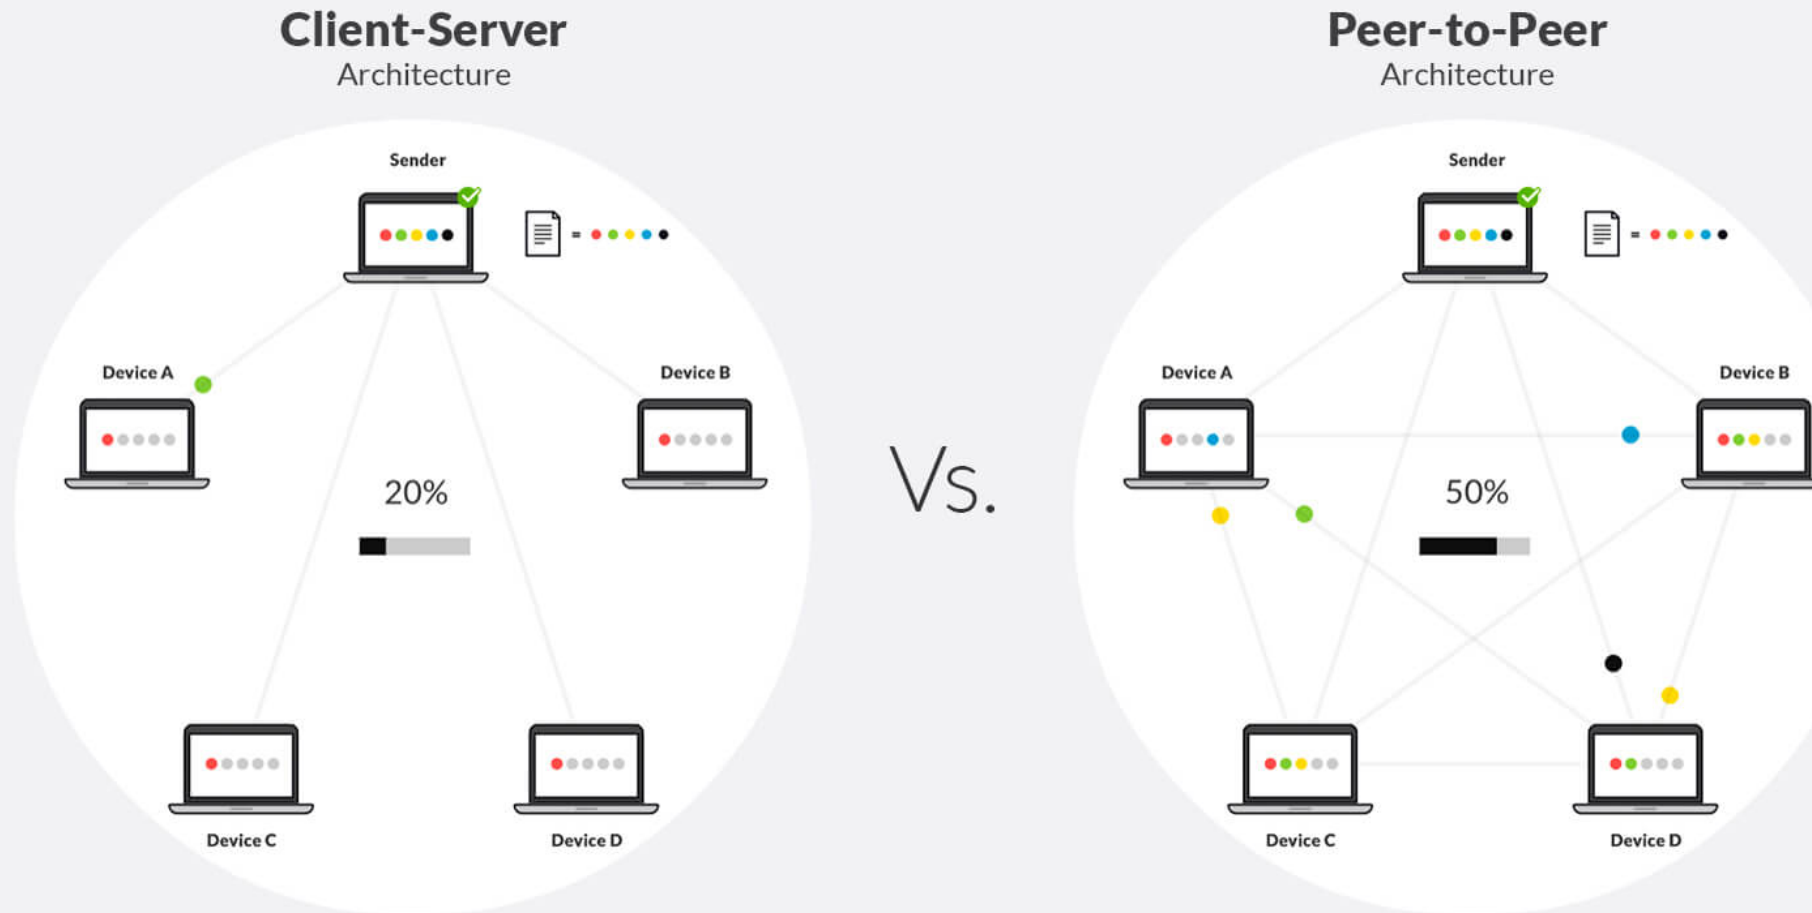 Client-Server
Architecture
Sender
=
Device A
Device B
20%
Device C
Device D
Vs.
Peer-to-Peer
Architecture
Sender
=
Device A
Device B
50%
Device C
Device D